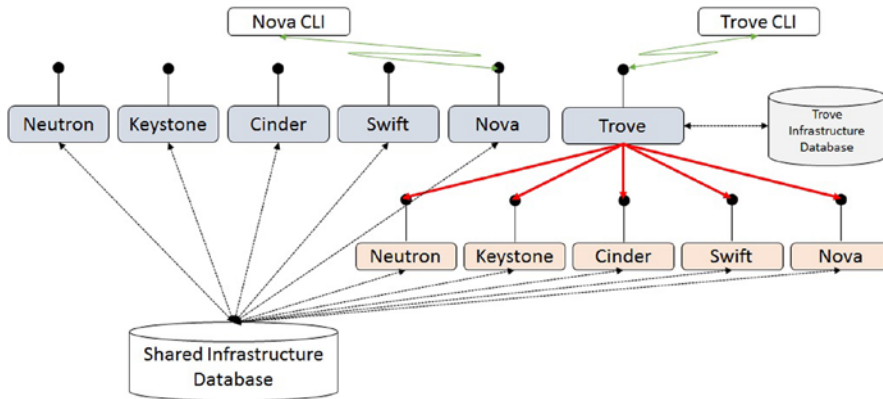 Nova CLI
Trove CLI
Neutron
Keystone
Cinder
Swift
Nova
Trove
Trove
Infrastructure
Database
Neutron
Keystone
Cinder
Swift
Nova
Shared Infrastructure
Database